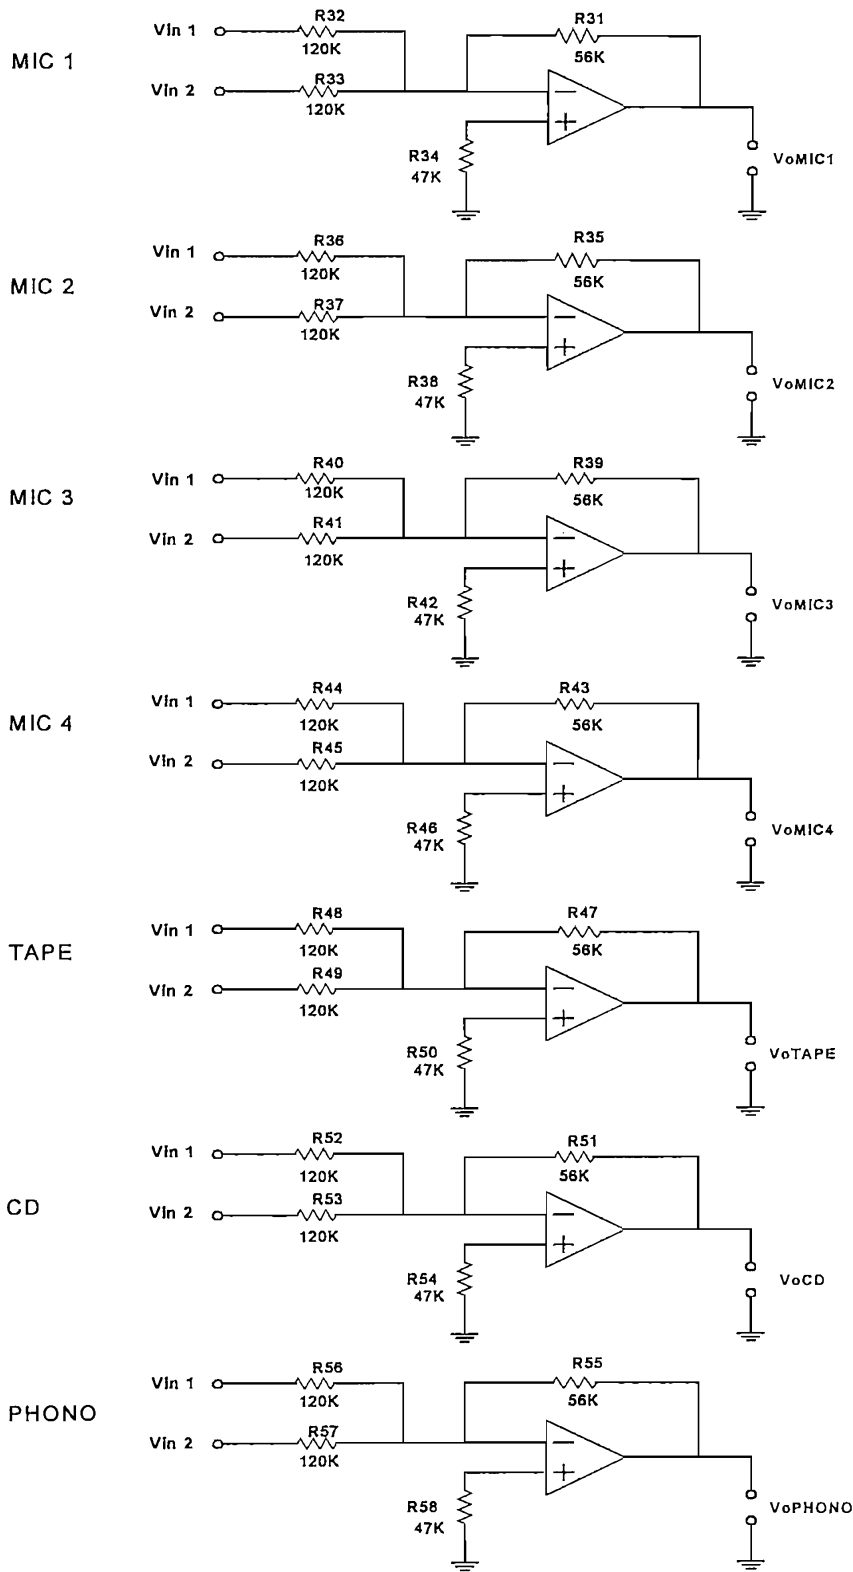 R32
R31
Vin 1
120K
56K
MIC 1
R33
Vin 2
120K
R34
47K
VoMIC1
R36
R35
Vin 1
120K
56K
MIC 2
R37
Vin 2
120K
R38
47K
VoMIC2
R40
R39
Vin 1
120K
56K
MIC 3
R41
Vin 2
120K
R42
47K
VoMIC3
R44
R43
Vin 1
120K
56K
MIC 4
R45
Vin 2
120K
R46
47K
VoMIC4
R48
R47
Vin 1
120K
56K
TAPE
R49
Vin 2
120K
R50
47K
VoTAPE
R52
R51
Vin 1
120K
56K
CD
R53
Vin 2
120K
R54
47K
VoCD
R56
R55
Vin 1
120K
56K
PHONO
R57
Vin 2
120K
R58
47K
VoPHONO